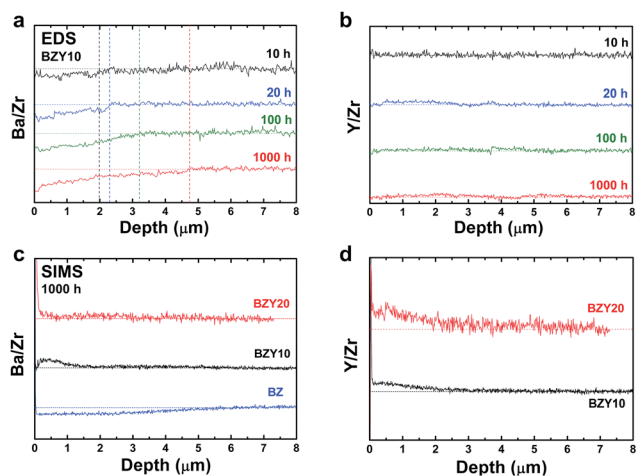 a
EDS
BZY10
10 h
20 h
100 h
1000 h
Ba/Zr
0 1 2 3 4 5 6 7 8
Depth (μm)
b
10 h
20 h
100 h
1000 h
Y/Zr
0 1 2 3 4 5 6 7 8
Depth (μm)
c
SIMS
1000 h
BZY20
BZY10
BZ
Ba/Zr
0 1 2 3 4 5 6 7 8
Depth (μm)
d
BZY20
BZY10
Y/Zr
0 1 2 3 4 5 6 7 8
Depth (μm)